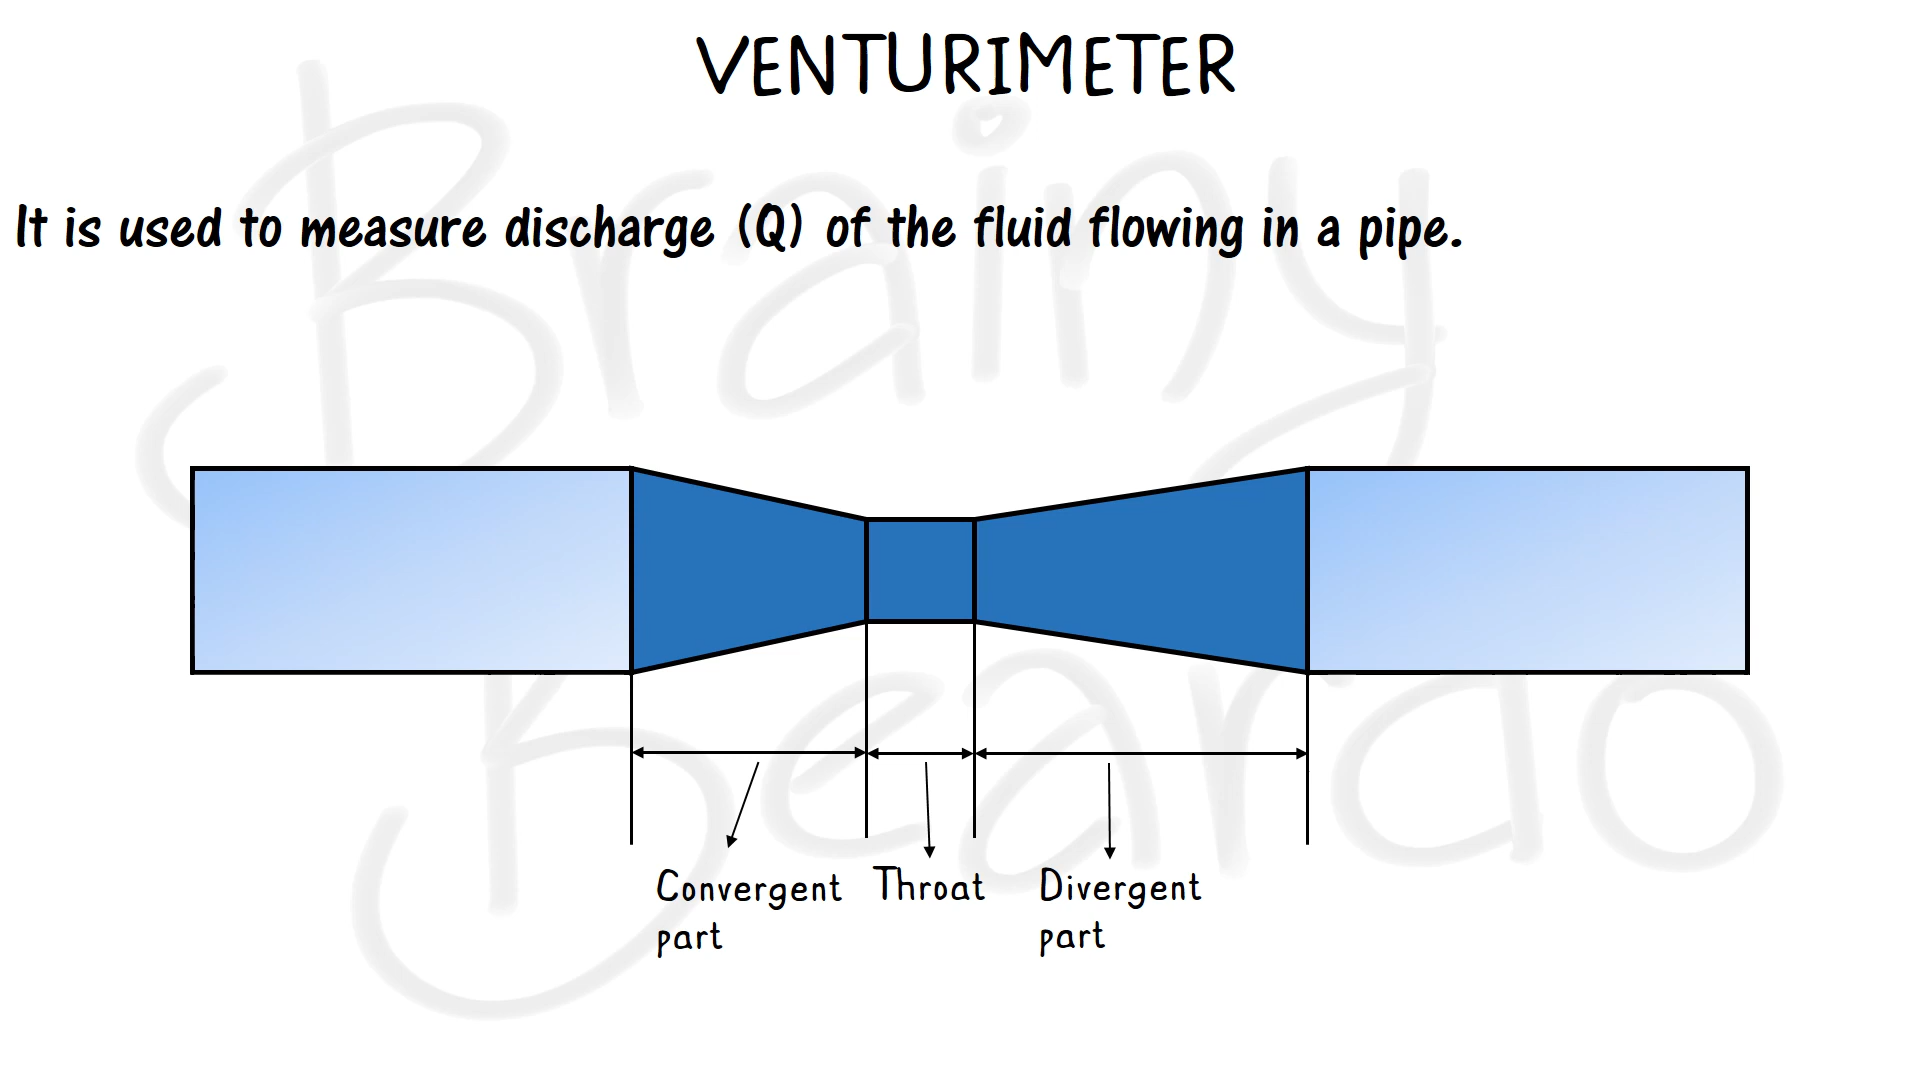 VENTURIMETER
It is used to measure discharge (Q) of the fluid flowing in a pipe.
Brainy
Beardo
Convergent part
Throat
Divergent part